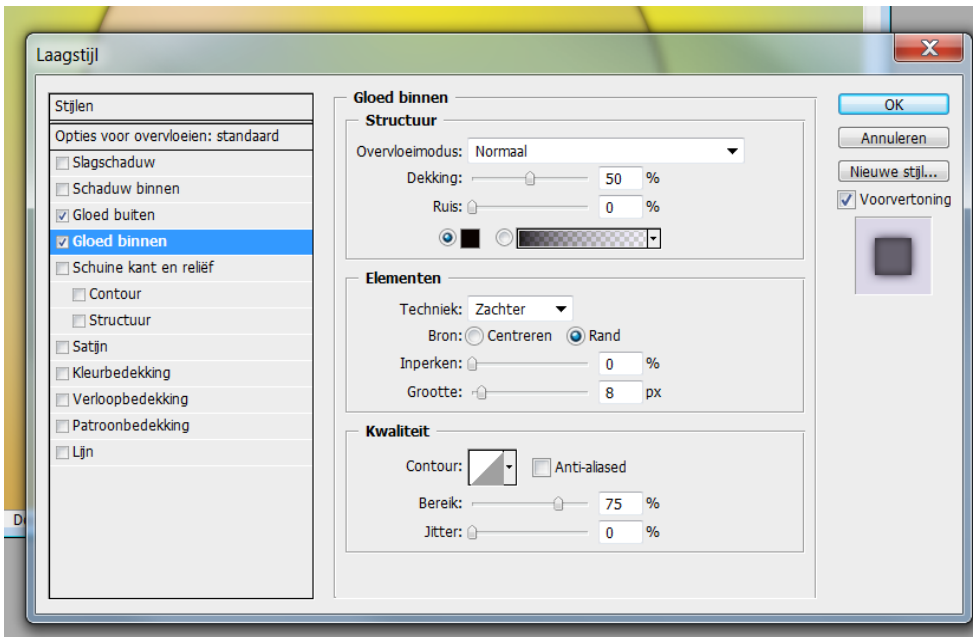 Laagstijl
X
Stijlen
Opties voor overvloeien: standaard
Slagschaduw
Schaduw binnen
Gloed buiten
Gloed binnen
Schuine kant en reliëf
Contour
Structuur
Satijn
Kleurbedekking
Verloopbedekking
Patroonbedekking
Lijn
Gloed binnen
Structuur
Overvloeimodus: Normaal
Dekking: 50 %
Ruis: 0 %
Elementen
Techniek: Zachter
Bron: Centreren Rand
Inperken: 0 %
Grootte: 8 px
Kwaliteit
Contour: Anti-aliased
Bereik: 75 %
Jitter: 0 %
OK
Annuleren
Nieuwe stijl...
Voorvertoning